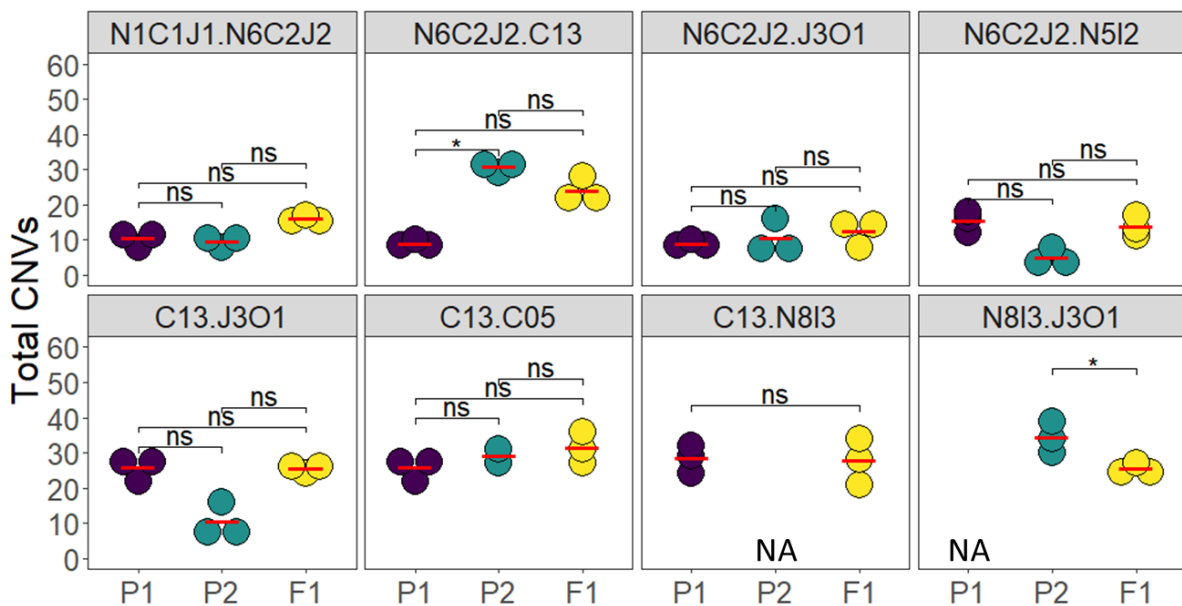 N1C1J1.N6C2J2 N6C2J2.C13 N6C2J2.J3O1 N6C2J2.N5I2
Total CNVs
60
50
40
30
20
10
0
ns
ns
ns
ns
ns
*
ns
ns
ns
ns
ns
ns
C13.J3O1 C13.C05 C13.N8I3 N8I3.J3O1
60
50
40
30
20
10
0
ns
ns
ns
ns
ns
ns
ns
*
NA
NA
P1 P2 F1 P1 P2 F1 P1 P2 F1 P1 P2 F1